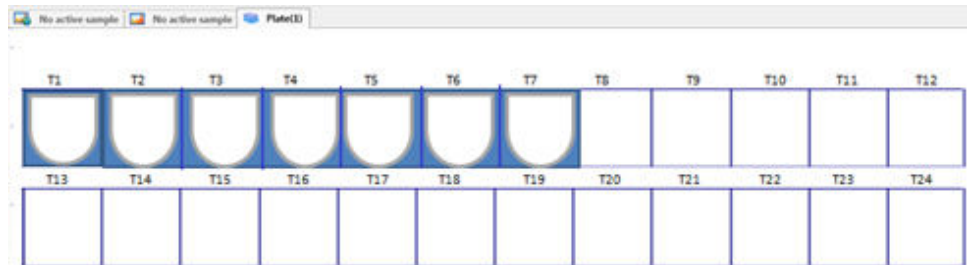 No active sample No active sample Plate(1)
T1 T2 T3 T4 T5 T6 T7 T8 T9 T10 T11 T12
T13 T14 T15 T16 T17 T18 T19 T20 T21 T22 T23 T24